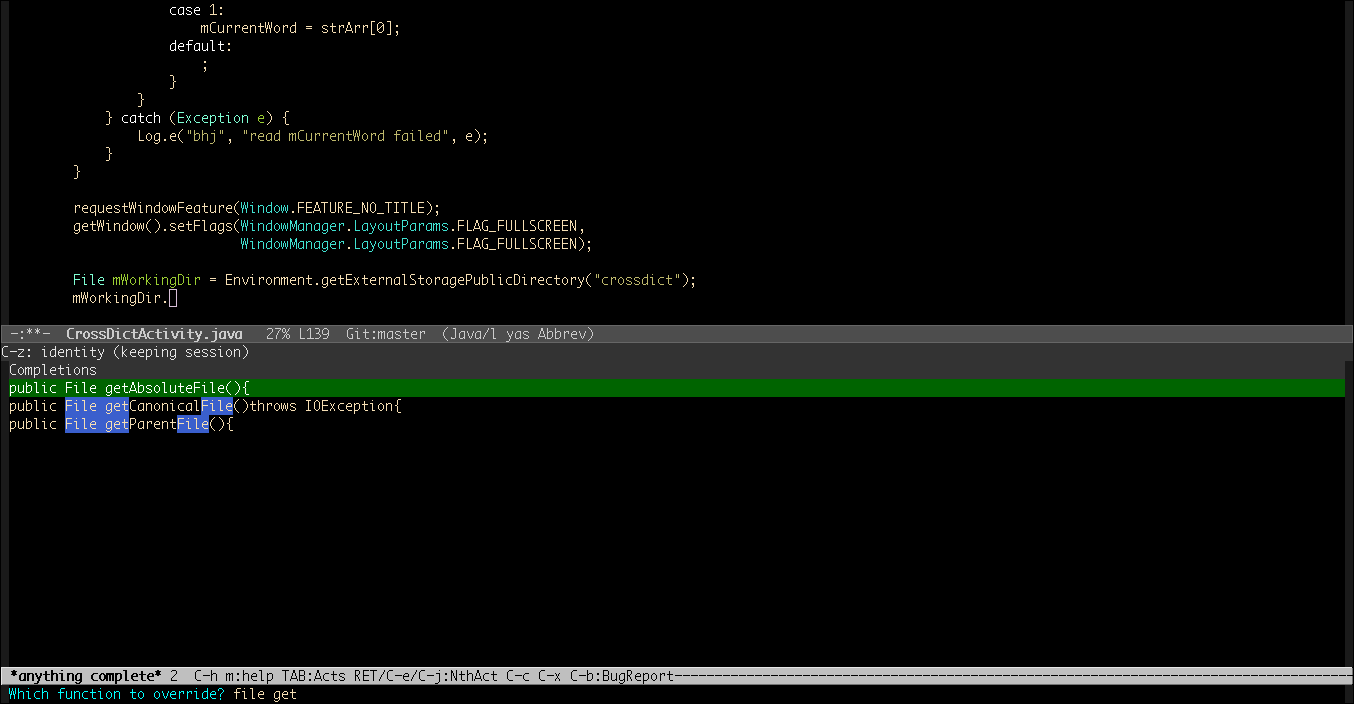 case 1:
mCurrentWord = strArr[0];
default:
;
}
}
} catch (Exception e) {
Log.e("bhj", "read mCurrentWord failed", e);
}
}
requestWindowFeature(Window.FEATURE_NO_TITLE);
getWindow().setFlags(WindowManager.LayoutParams.FLAG_FULLSCREEN,
WindowManager.LayoutParams.FLAG_FULLSCREEN);
File mWorkingDir = Environment.getExternalStoragePublicDirectory("crossdict");
mWorkingDir.
-:**-  CrossDictActivity.java   27% L139  Git:master  (Java/l yas Abbrev)
C-z: identity (keeping session)
Completions
public File getAbsoluteFile(){
public File getCanonicalFile()throws IOException{
public File getParentFile(){
*anything complete* 2  C-h m:help TAB:Acts RET/C-e/C-j:NthAct C-c C-x C-b:BugReport------------------------------------------------------------------------------------
Which function to override? file get